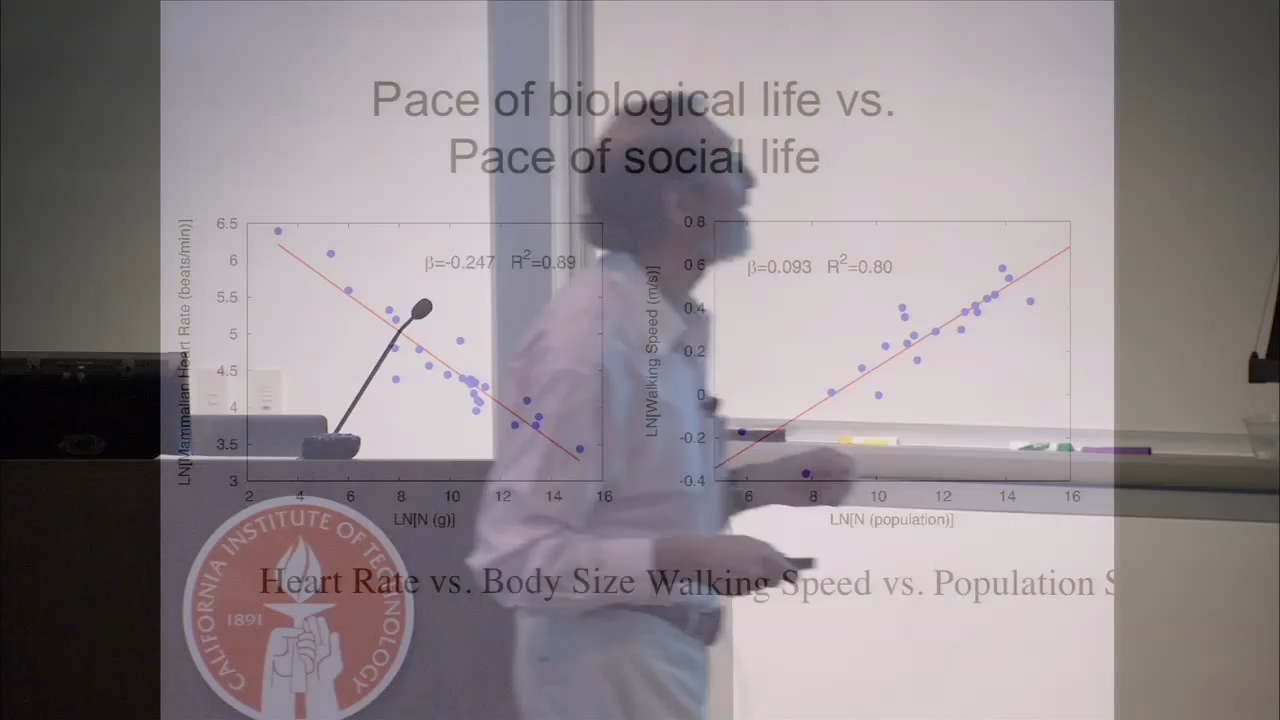 Pace of biological life vs.
Pace of social life
LN[Mammalian Heart Rate (beats/min)]
6.5
6
5.5
5
4.5
4
3.5
3
β=-0.247 R²=0.89
2 4 6 8 10 12 14 16
LN[N (g)]
LN[Walking Speed (m/s)]
0.8
0.6
0.4
0.2
0
-0.2
-0.4
β=0.093 R²=0.80
6 8 10 12 14 16
LN[N (population)]
Heart Rate vs. Body Size Walking Speed vs. Population S
CALIFORNIA INSTITUTE OF TECHNOLOGY
1891